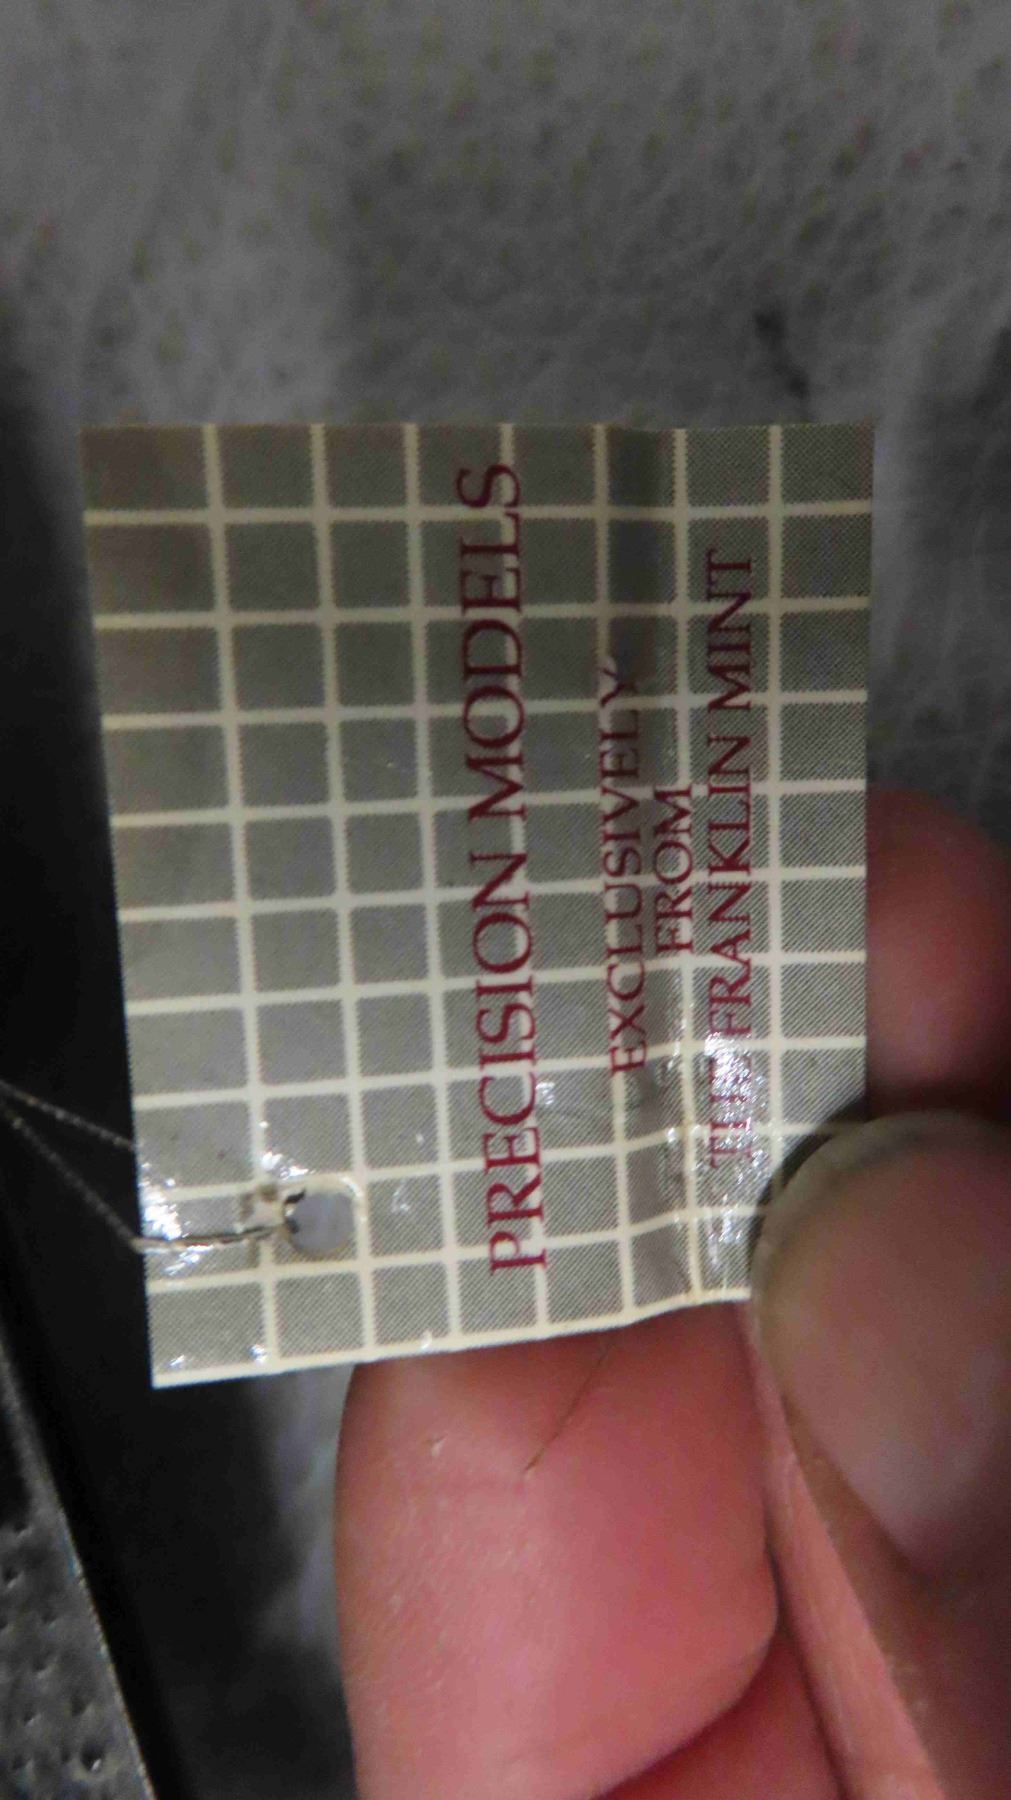 PRECISION MODELS
EXCLUSIVELY
FROM
THE FRANKLIN MINT